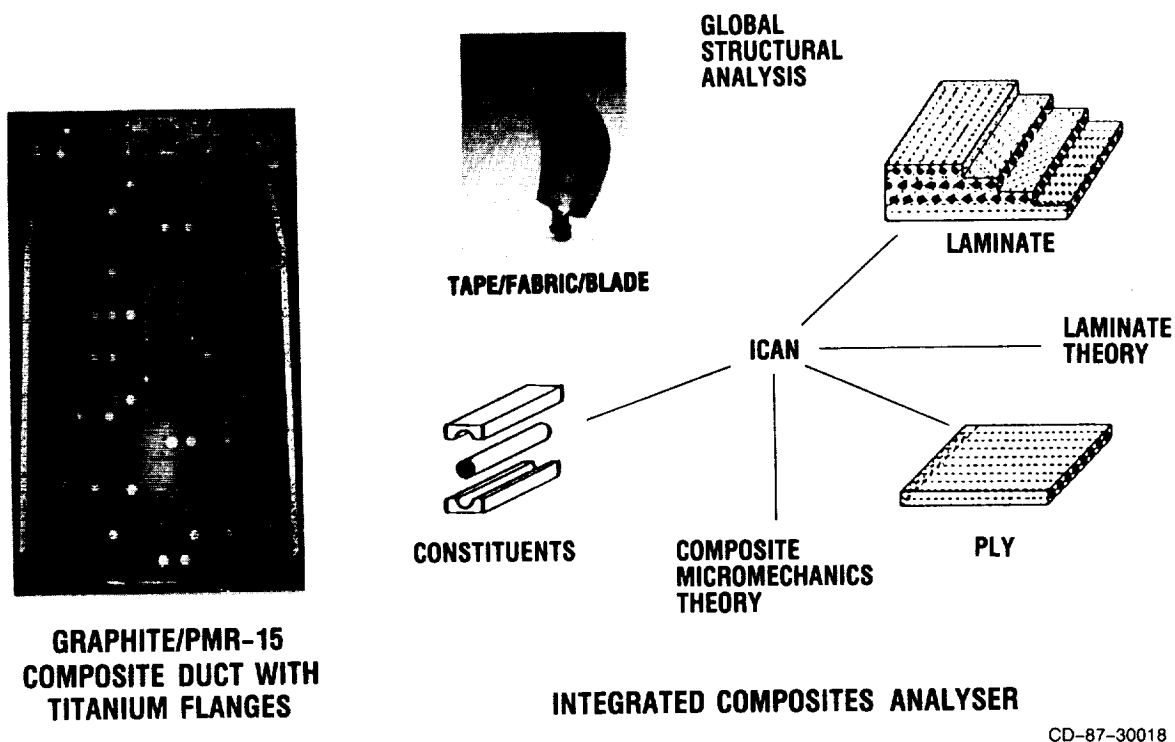 GLOBAL
STRUCTURAL
ANALYSIS
TAPE/FABRIC/BLADE
LAMINATE
ICAN
LAMINATE
THEORY
CONSTITUENTS
COMPOSITE
MICROMECHANICS
THEORY
PLY
GRAPHITE/PMR-15
COMPOSITE DUCT WITH
TITANIUM FLANGES
INTEGRATED COMPOSITES ANALYSER
CD-87-30018